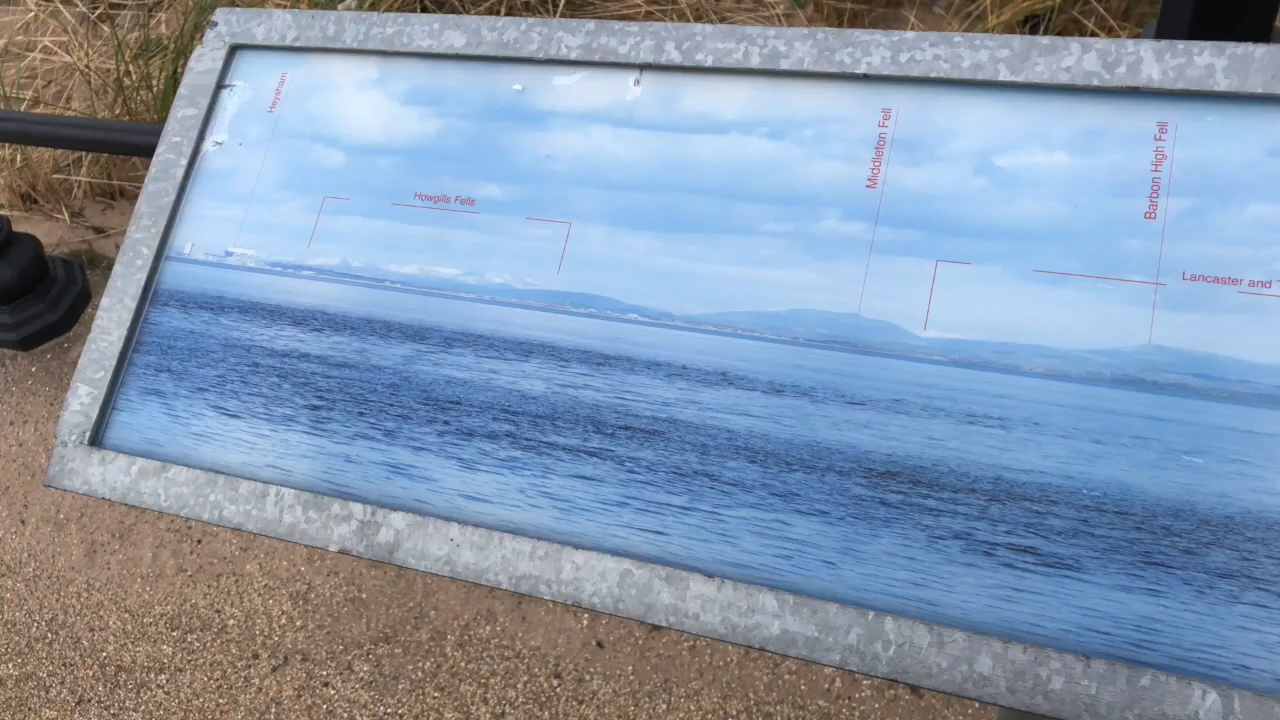 Heysham
Howgills Fells
Middleton Fell
Barbon High Fell
Lancaster and